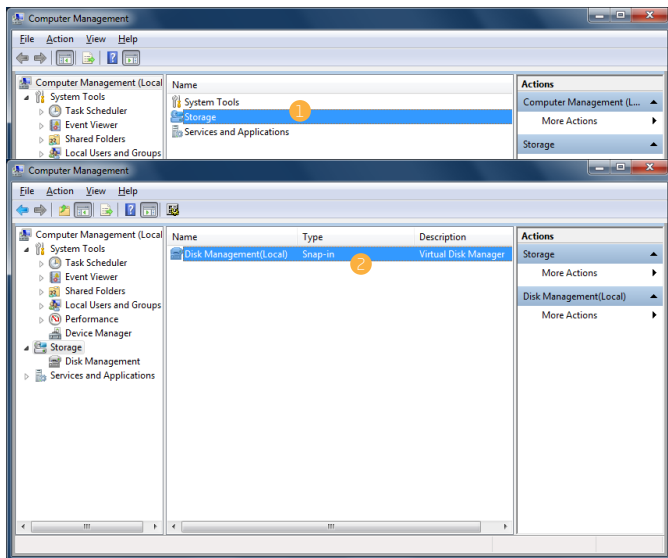 Computer Management
File Action View Help
Computer Management (Local
System Tools
Task Scheduler
Event Viewer
Shared Folders
Local Users and Groups
Name
System Tools
Storage
Services and Applications
1
Actions
Computer Management (L...
More Actions
Storage
Computer Management
File Action View Help
Computer Management (Local
System Tools
Task Scheduler
Event Viewer
Shared Folders
Local Users and Groups
Performance
Device Manager
Storage
Disk Management
Services and Applications
Name Type Description
Disk Management(Local) Snap-in Virtual Disk Manager
2
Actions
Storage
More Actions
Disk Management(Local)
More Actions